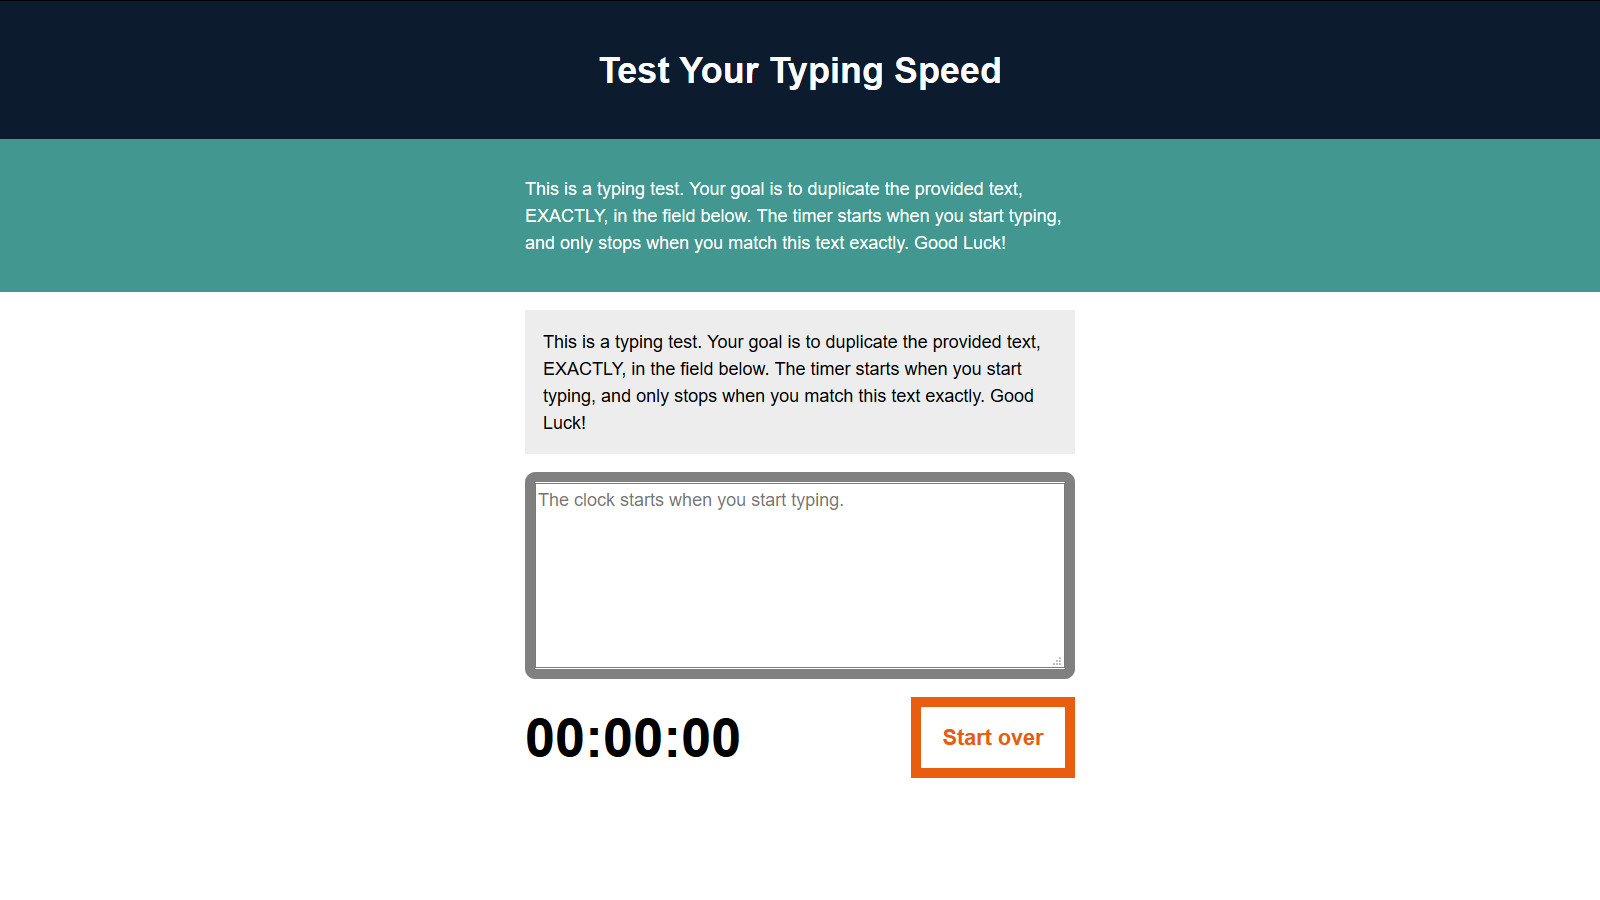 Test Your Typing Speed
This is a typing test. Your goal is to duplicate the provided text,
EXACTLY, in the field below. The timer starts when you start typing,
and only stops when you match this text exactly. Good Luck!
This is a typing test. Your goal is to duplicate the provided text,
EXACTLY, in the field below. The timer starts when you start
typing, and only stops when you match this text exactly. Good
Luck!
The clock starts when you start typing.
00:00:00
Start over